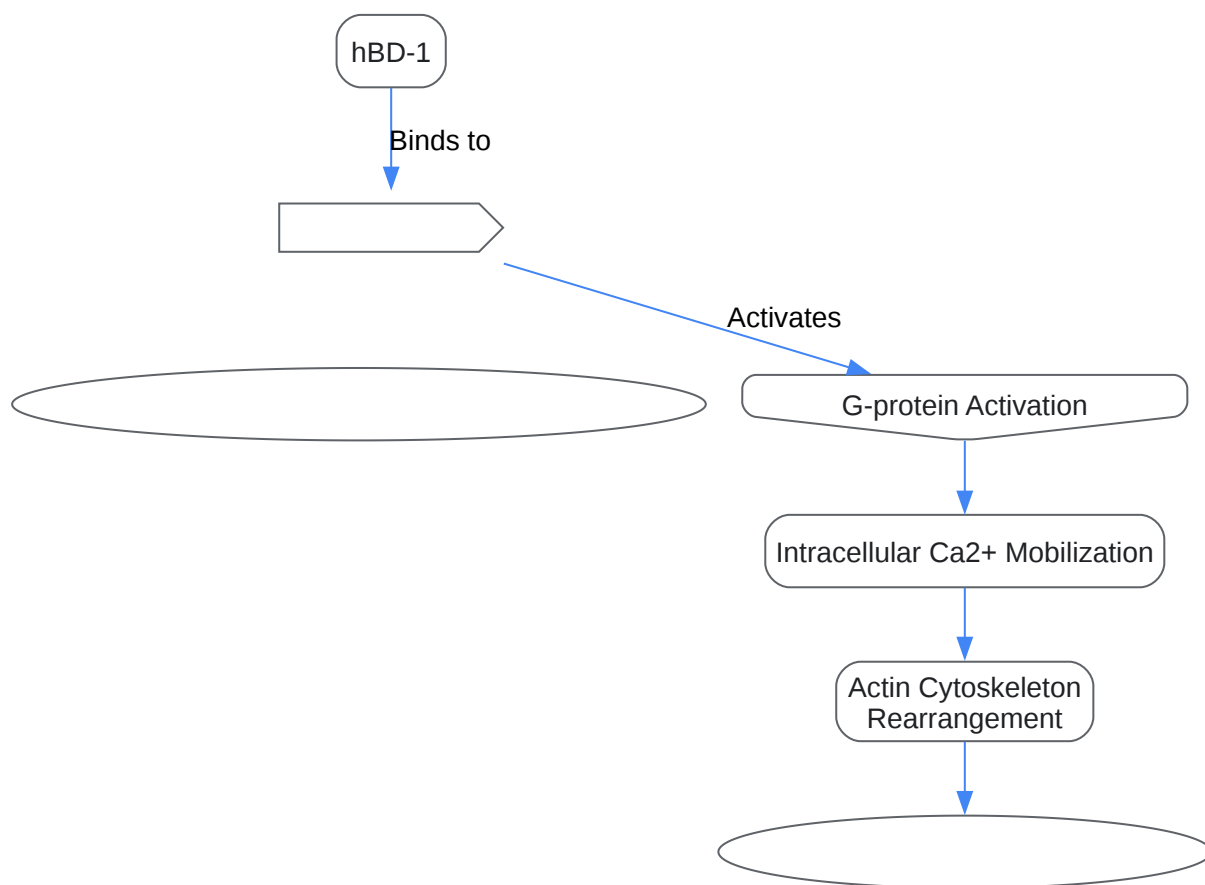 hBD-1
Binds to
Activates
G-protein Activation
Intracellular Ca2+ Mobilization
Actin Cytoskeleton
Rearrangement